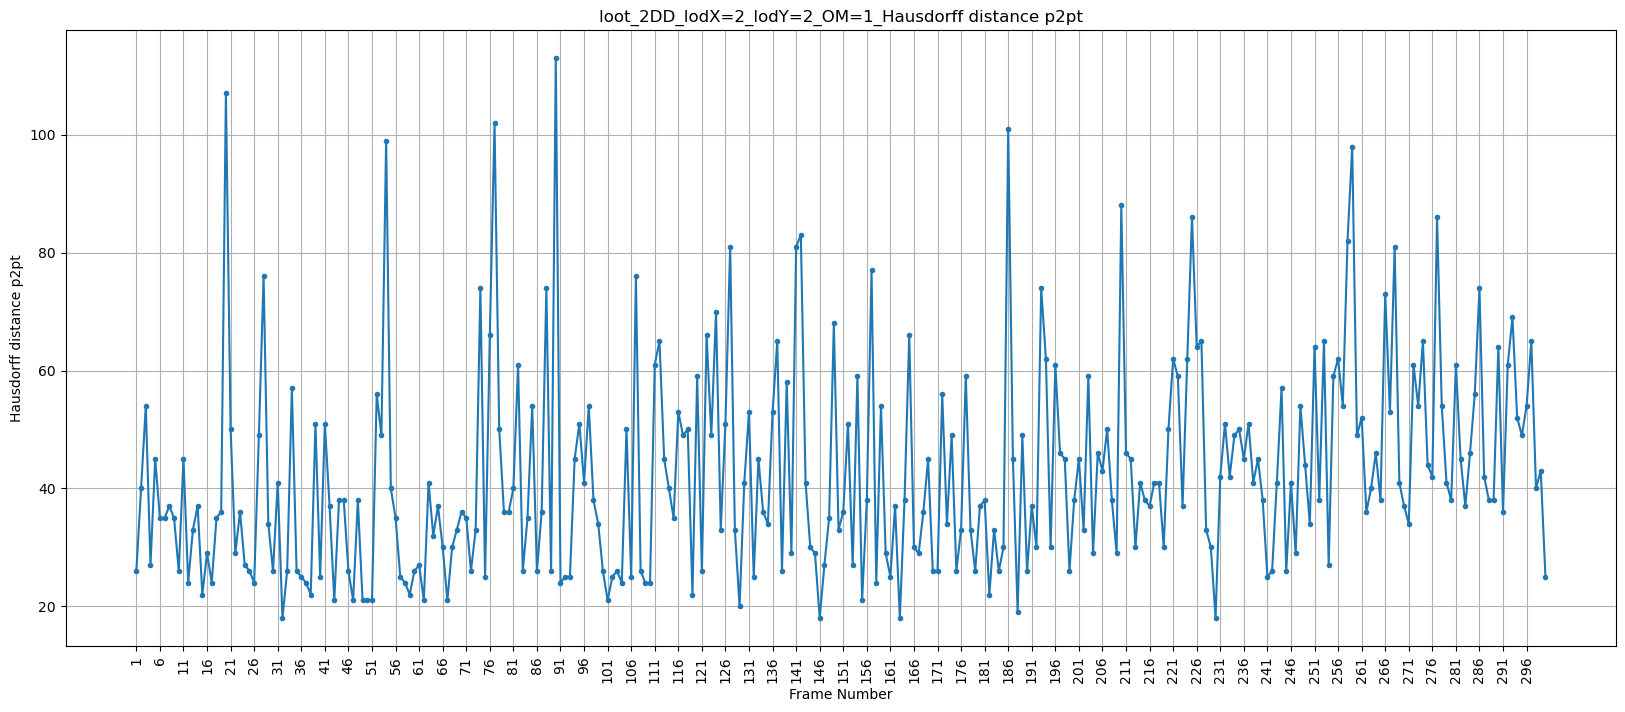 loot_2DD_lodX=2_lodY=2_OM=1_Hausdorff distance p2pt
Hausdorff distance p2pt
100
80
60
40
20
1 6 11 16 21 26 31 36 41 46 51 56 61 66 71 76 81 86 91 96 101 106 111 116 121 126 131 136 141 146 151 156 161 166 171 176 181 186 191 196 201 206 211 216 221 226 231 236 241 246 251 256 261 266 271 276 281 286 291 296
Frame Number